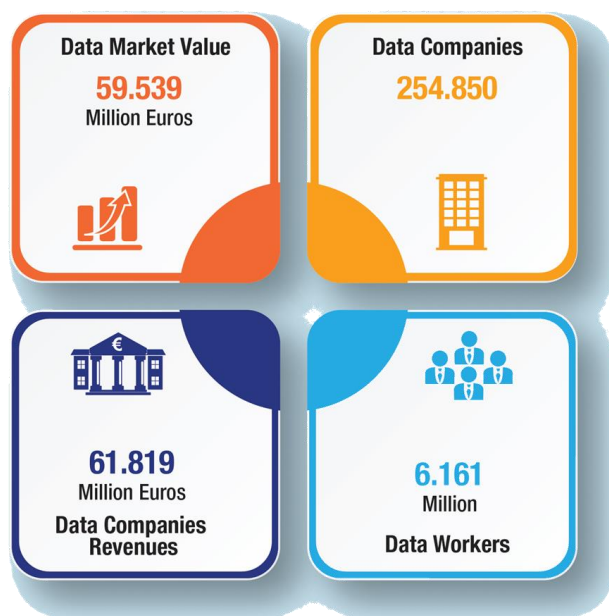 Data Market Value
59.539
Million Euros
Data Companies
254.850
€
61.819
Million Euros
Data Companies
Revenues
6.161
Million
Data Workers